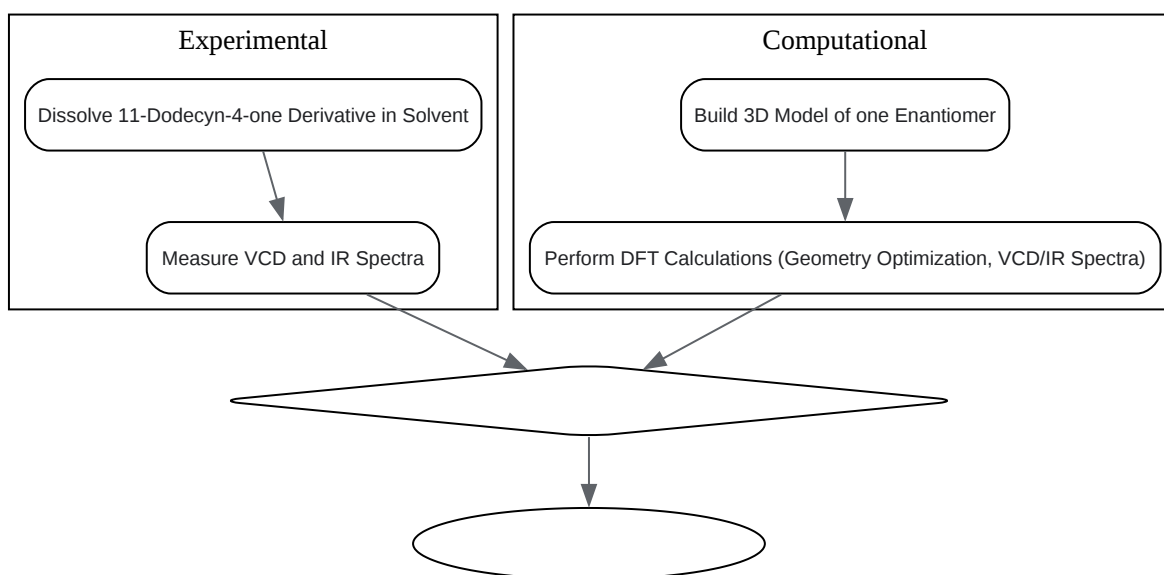 Experimental
Dissolve 11-Dodecyn-4-one Derivative in Solvent
Measure VCD and IR Spectra
Computational
Build 3D Model of one Enantiomer
Perform DFT Calculations (Geometry Optimization, VCD/IR Spectra)